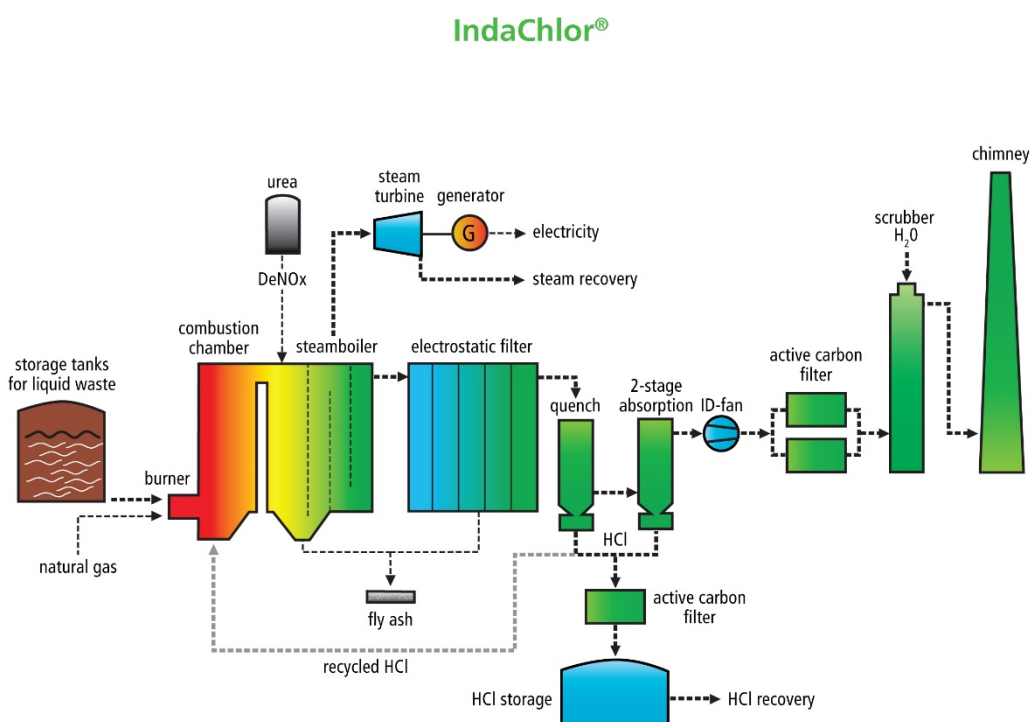 IndaChlor®
chimney
steam
turbine
urea
generator
scrubber
H₂0
G
electricity
DeNOx
steam recovery
combustion
chamber
steamboiler
electrostatic filter
storage tanks
for liquid waste
active carbon
filter
2-stage
absorption
ID-fan
quench
burner
HCl
natural gas
fly ash
active carbon
filter
recycled HCl
HCl storage
HCl recovery